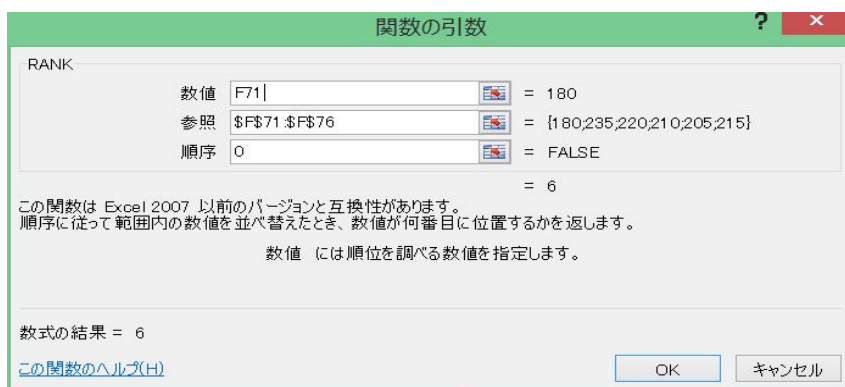 関数の引数 ? ×
RANK
数値 F71 = 180
参照 $F$71:$F$76 = {180;235;220;210;205;215}
順序 0 = FALSE
= 6
この関数は Excel 2007 以前のバージョンと互換性があります。
順序に従って範囲内の数値を並べ替えたとき、数値が何番目に位置するかを返します。
数値 には順位を調べる数値を指定します。
数式の結果 = 6
この関数のヘルプ(H) OK キャンセル